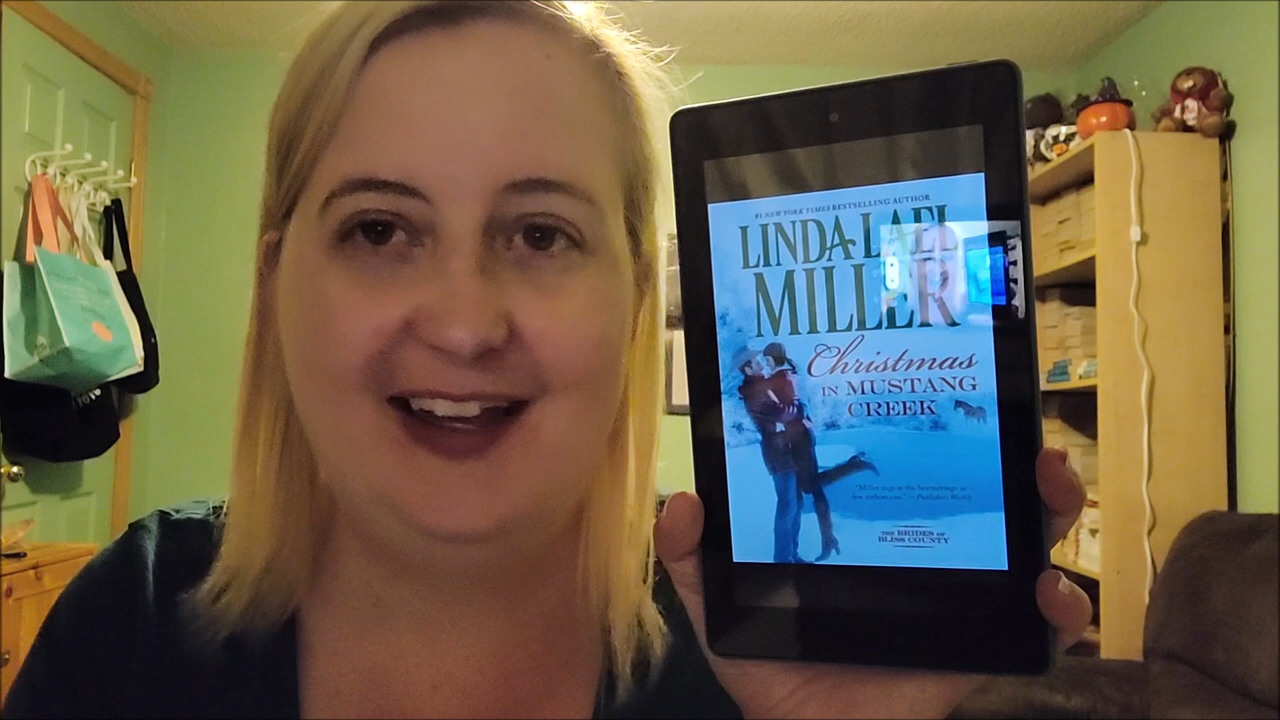 #1 NEW YORK TIMES BESTSELLING AUTHOR
LINDA LAEL
MILLER
Christmas
IN MUSTANG
CREEK
"Miller tugs at the heartstrings as
few authors can." —Publishers Weekly
THE BRIDES OF
BLISS COUNTY